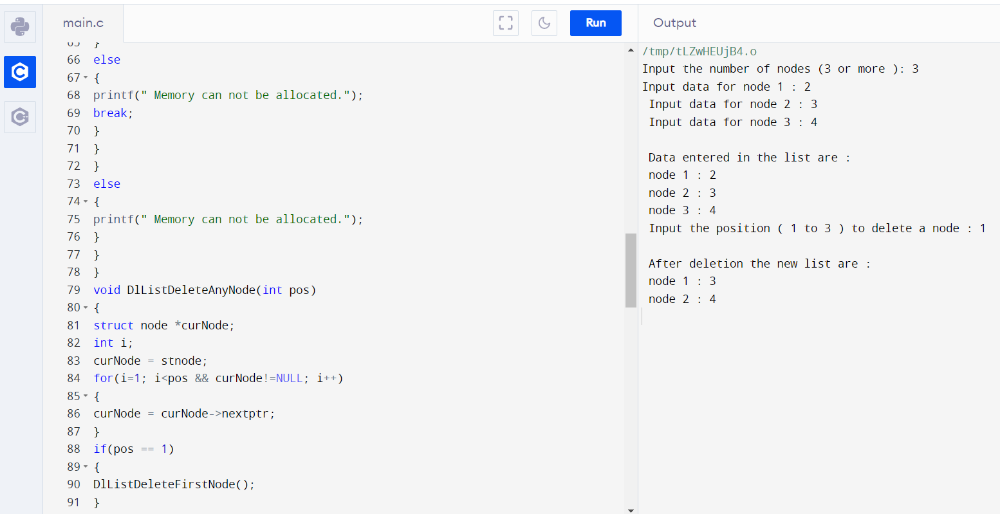 main.c
Run
Output
65 }
66 else
67 {
68 printf(" Memory can not be allocated.");
69 break;
70 }
71 }
72 }
73 else
74 {
75 printf(" Memory can not be allocated.");
76 }
77 }
78 }
79 void DlListDeleteAnyNode(int pos)
80 {
81 struct node *curNode;
82 int i;
83 curNode = stnode;
84 for(i=1; i<pos && curNode!=NULL; i++)
85 {
86 curNode = curNode->nextptr;
87 }
88 if(pos == 1)
89 {
90 DlListDeleteFirstNode();
91 }
/tmp/tLZwHEUjB4.o
Input the number of nodes (3 or more ): 3
Input data for node 1 : 2
Input data for node 2 : 3
Input data for node 3 : 4
Data entered in the list are :
node 1 : 2
node 2 : 3
node 3 : 4
Input the position ( 1 to 3 ) to delete a node : 1
After deletion the new list are :
node 1 : 3
node 2 : 4